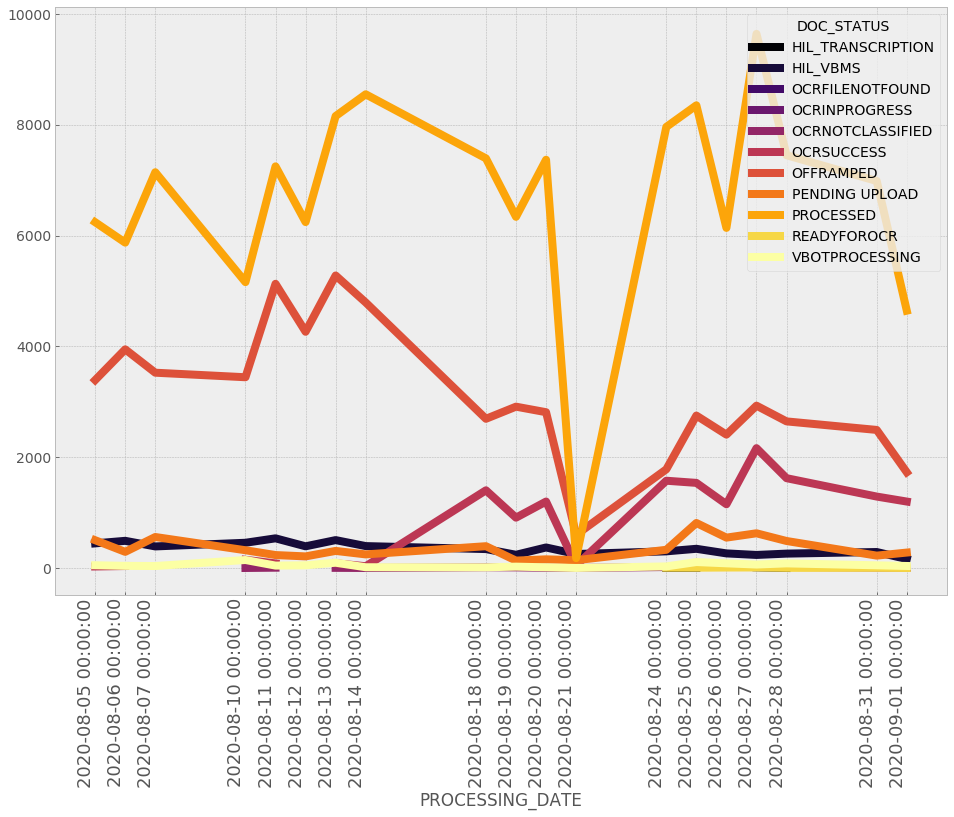 10000
8000
6000
4000
2000
0
DOC_STATUS
HIL_TRANSCRIPTION
HIL_VBMS
OCRFILENOTFOUND
OCRINPROGRESS
OCRNOTCLASSIFIED
OCRSUCCESS
OFFRAMPED
PENDING UPLOAD
PROCESSED
READYFOROCR
VBOTPROCESSING
2020-08-05 00:00:00
2020-08-06 00:00:00
2020-08-07 00:00:00
2020-08-10 00:00:00
2020-08-11 00:00:00
2020-08-12 00:00:00
2020-08-13 00:00:00
2020-08-14 00:00:00
2020-08-18 00:00:00
2020-08-19 00:00:00
2020-08-20 00:00:00
2020-08-21 00:00:00
2020-08-24 00:00:00
2020-08-25 00:00:00
2020-08-26 00:00:00
2020-08-27 00:00:00
2020-08-28 00:00:00
2020-08-31 00:00:00
2020-09-01 00:00:00
PROCESSING_DATE